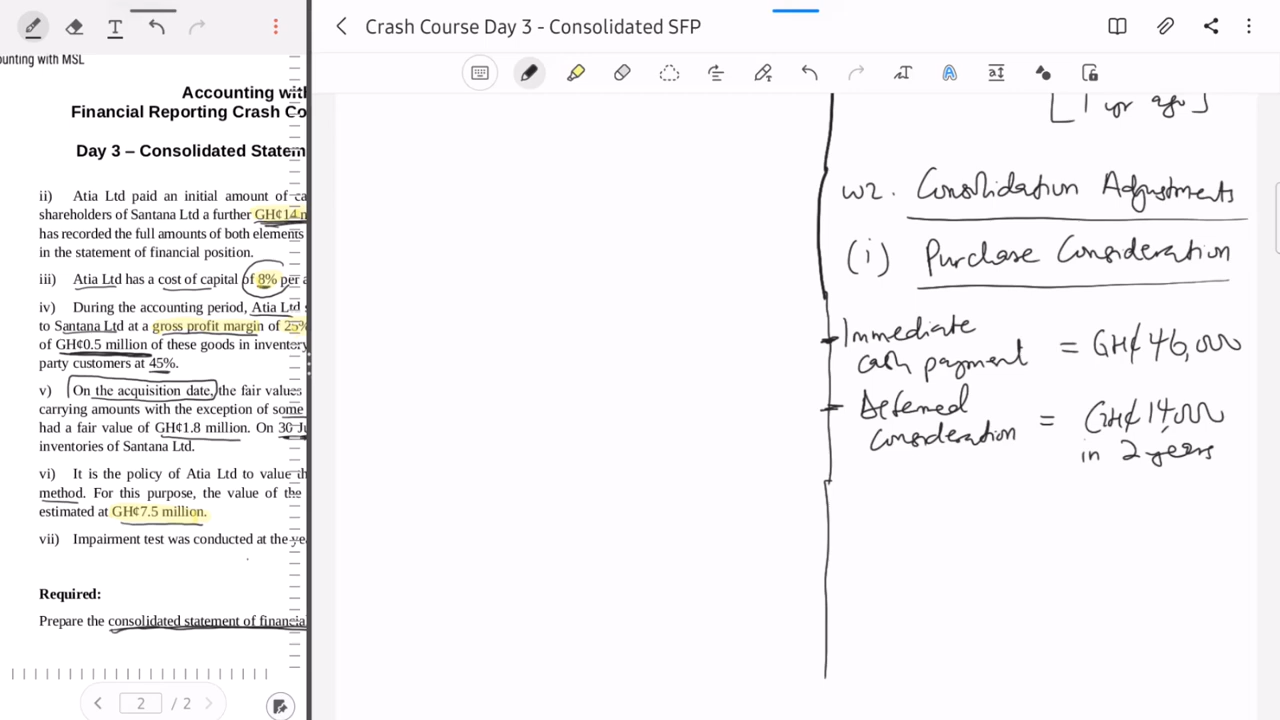 unting with MSL
Accounting wit
Financial Reporting Crash Co
Day 3 – Consolidated Statem
ii) Atia Ltd paid an initial amount of ca
shareholders of Santana Ltd a further GH¢14 m
has recorded the full amounts of both elements
in the statement of financial position.
iii) Atia Ltd has a cost of capital of 8% per a
iv) During the accounting period, Atia Ltd
to Santana Ltd at a gross profit margin of 25%
of GH¢0.5 million of these goods in inventory
party customers at 45%.
v) On the acquisition date, the fair values
carrying amounts with the exception of some
had a fair value of GH¢1.8 million. On 30 Ju
inventories of Santana Ltd.
vi) It is the policy of Atia Ltd to value th
method. For this purpose, the value of the
estimated at GH¢7.5 million.
vii) Impairment test was conducted at the ye
Required:
Prepare the consolidated statement of financia
2 / 2
Crash Course Day 3 - Consolidated SFP
[1 yr ago]
W2. Consolidation Adjustments
(i) Purchase Consideration
- Immediate cash payment = GH¢46,000
- Deferred consideration = GH¢14,000
in 2 years